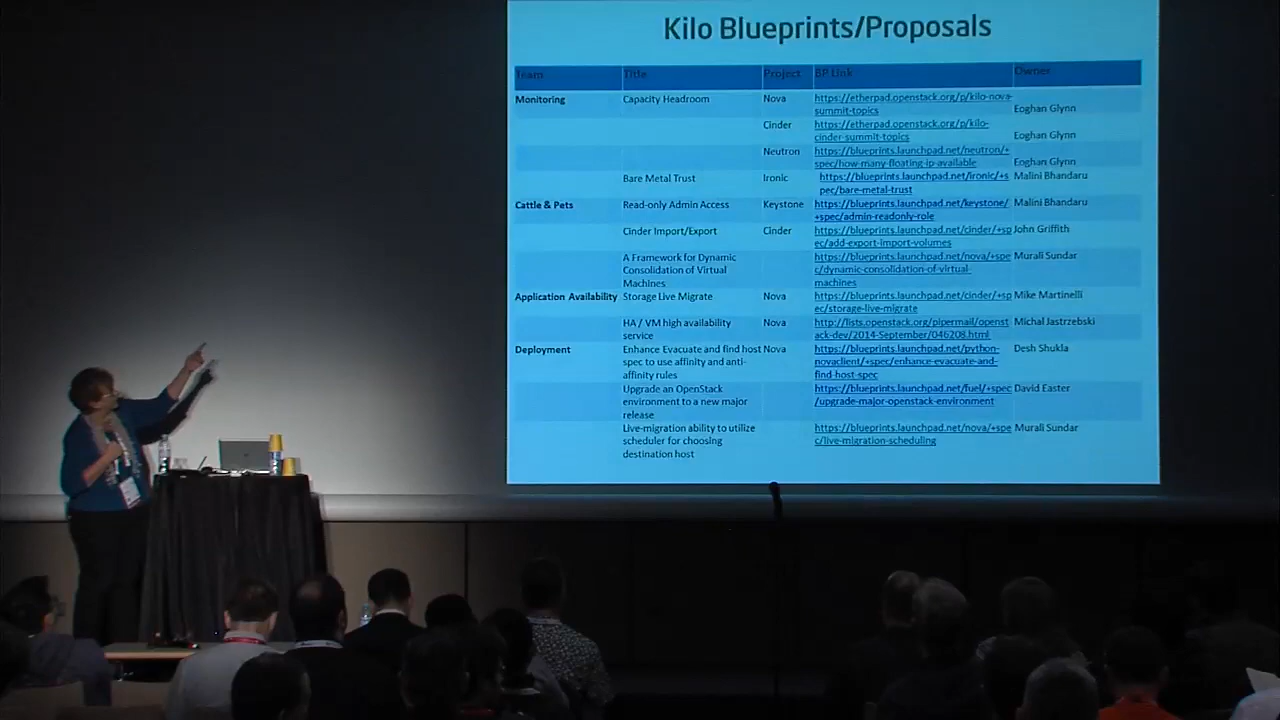 Kilo Blueprints/Proposals
Team Title Project BP Link Owner
Monitoring Capacity Headroom Nova https://etherpad.openstack.org/p/kilo-nova-
summit-topics Eoghan Glynn
Cinder https://etherpad.openstack.org/p/kilo-
cinder-summit-topics Eoghan Glynn
Neutron https://blueprints.launchpad.net/neutron/+
spec/how-many-floating-ip-available Eoghan Glynn
Bare Metal Trust Ironic https://blueprints.launchpad.net/ironic/+s Malini Bhandaru
pec/bare-metal-trust
Cattle & Pets Read-only Admin Access Keystone https://blueprints.launchpad.net/keystone/ Malini Bhandaru
+spec/admin-readonly-role
Cinder Import/Export Cinder https://blueprints.launchpad.net/cinder/+sp John Griffith
ec/add-export-import-volumes
A Framework for Dynamic https://blueprints.launchpad.net/nova/+spe Murali Sundar
Consolidation of Virtual c/dynamic-consolidation-of-virtual-
Machines machines
Application Availability Storage Live Migrate Nova https://blueprints.launchpad.net/cinder/+sp Mike Martinelli
ec/storage-live-migrate
HA / VM high availability Nova http://lists.openstack.org/pipermail/openst Michal Jastrzebski
service ack-dev/2014-September/046208.html
Deployment Enhance Evacuate and find host Nova https://blueprints.launchpad.net/python- Desh Shukla
spec to use affinity and anti- novaclient/+spec/enhance-evacuate-and-
affinity rules find-host-spec
Upgrade an OpenStack https://blueprints.launchpad.net/fuel/+spec David Easter
environment to a new major /upgrade-major-openstack-environment
release
Live-migration ability to utilize https://blueprints.launchpad.net/nova/+spe Murali Sundar
scheduler for choosing c/live-migration-scheduling
destination host